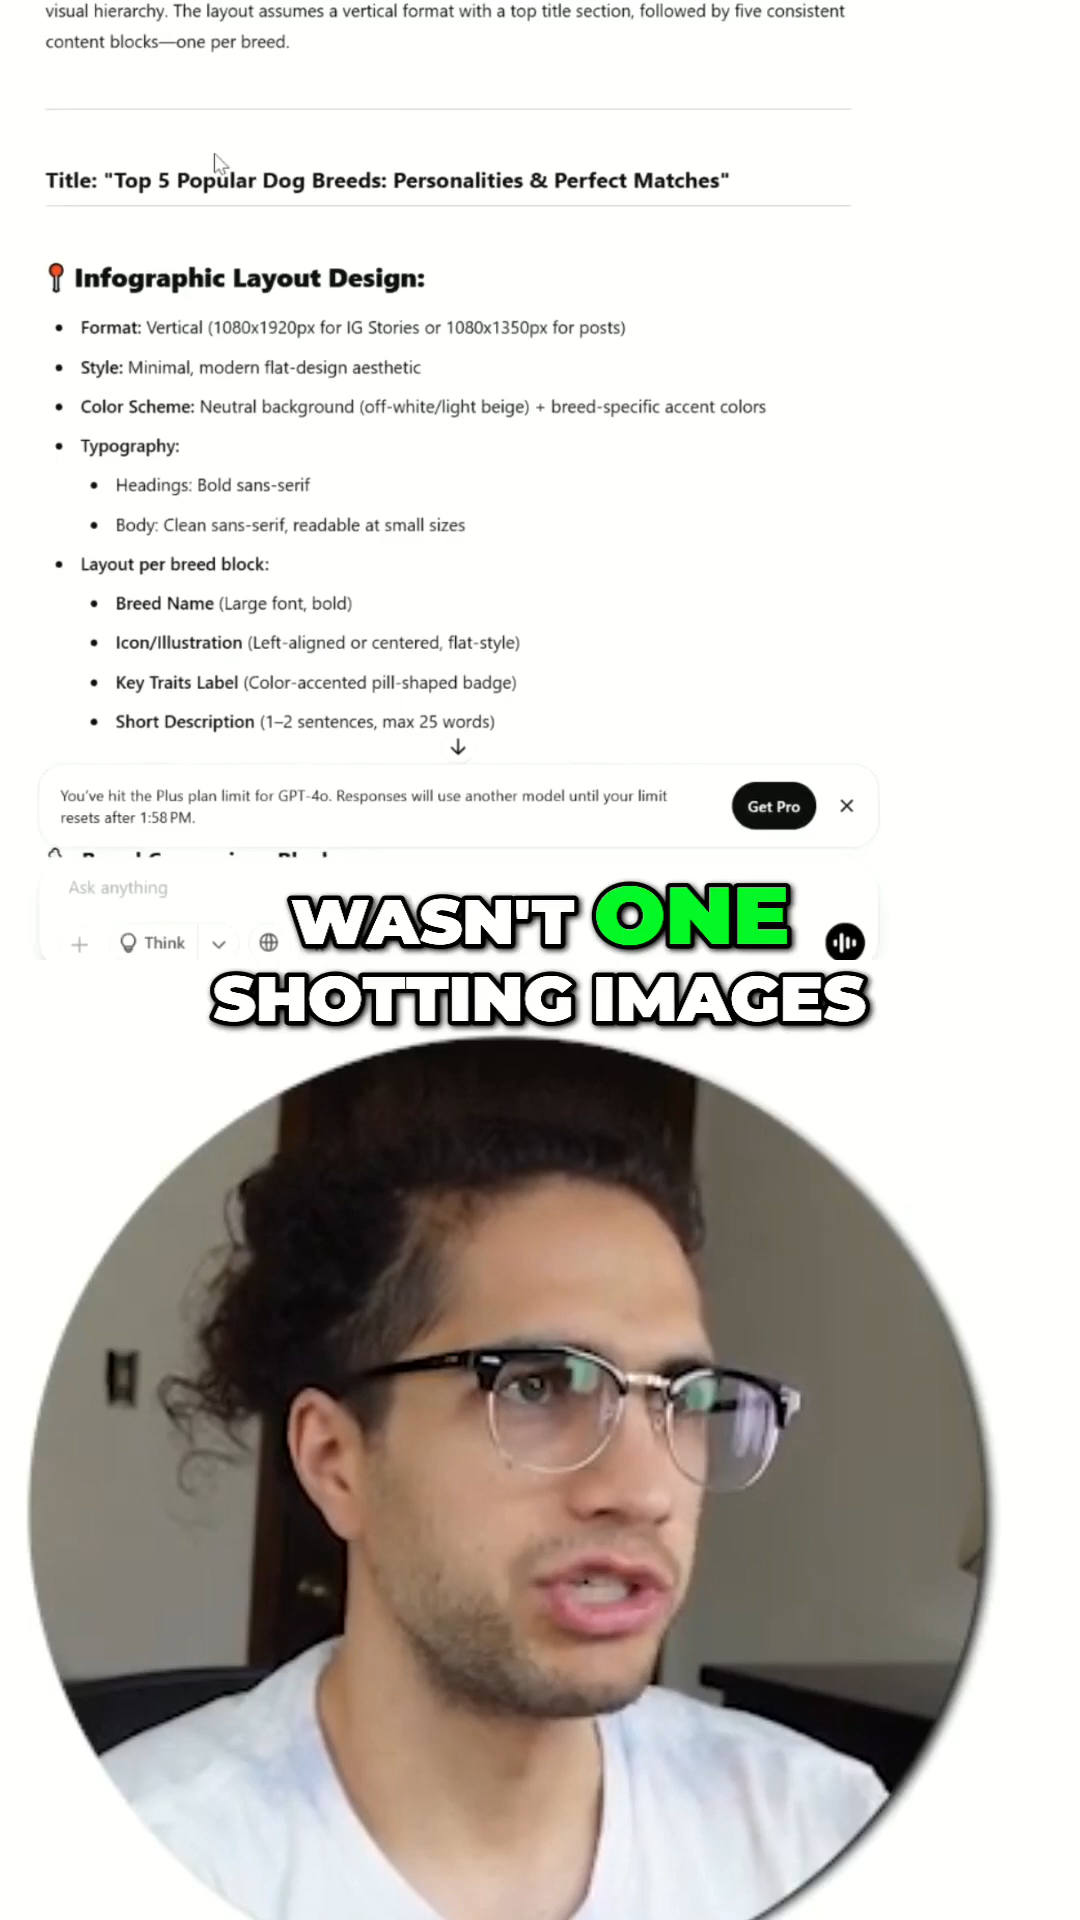 visual hierarchy. The layout assumes a vertical format with a top title section, followed by five consistent
content blocks—one per breed.
Title: "Top 5 Popular Dog Breeds: Personalities & Perfect Matches"
Infographic Layout Design:
Format: Vertical (1080x1920px for IG Stories or 1080x1350px for posts)
Style: Minimal, modern flat-design aesthetic
Color Scheme: Neutral background (off-white/light beige) + breed-specific accent colors
Typography:
Headings: Bold sans-serif
Body: Clean sans-serif, readable at small sizes
Layout per breed block:
Breed Name (Large font, bold)
Icon/Illustration (Left-aligned or centered, flat-style)
Key Traits Label (Color-accented pill-shaped badge)
Short Description (1–2 sentences, max 25 words)
You've hit the Plus plan limit for GPT-4o. Responses will use another model until your limit
resets after 1:58 PM.
Get Pro
Ask anything
Think
WASN'T ONE
SHOTTING IMAGES